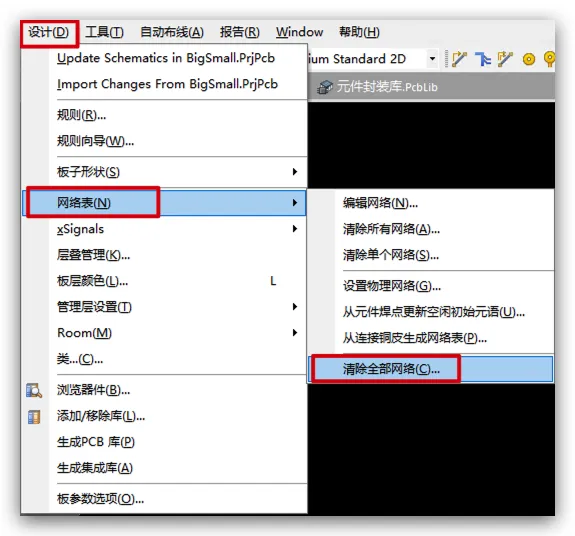 设计(D) 工具(T) 自动布线(A) 报告(R) Window 帮助(H)
Update Schematics in BigSmall.PrjPcb
ium Standard 2D
Import Changes From BigSmall.PrjPcb
元件封装库.PcbLib
规则(R)...
规则向导(W)...
板子形状(S)
网络表(N)
xSignals
层叠管理(K)...
板层颜色(L)... L
管理层设置(T)
Room(M)
类...(C)...
浏览器件(B)...
添加/移除库(L)...
生成PCB 库(P)
生成集成库(A)
板参数选项(O)...
编辑网络(N)...
清除所有网络(A)...
清除单个网络(S)...
设置物理网络(G)...
从元件焊点更新空闲初始元语(U)...
从连接铜皮生成网络表(P)...
清除全部网络(C)...